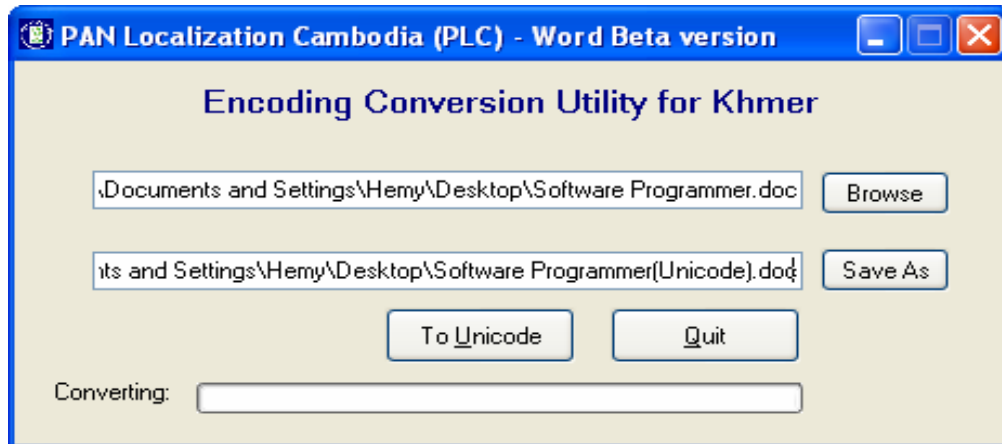 PAN Localization Cambodia (PLC) - Word Beta version
Encoding Conversion Utility for Khmer
\Documents and Settings\Hemy\Desktop\Software Programmer.doc Browse
nts and Settings\Hemy\Desktop\Software Programmer(Unicode).doc Save As
To Unicode Quit
Converting: